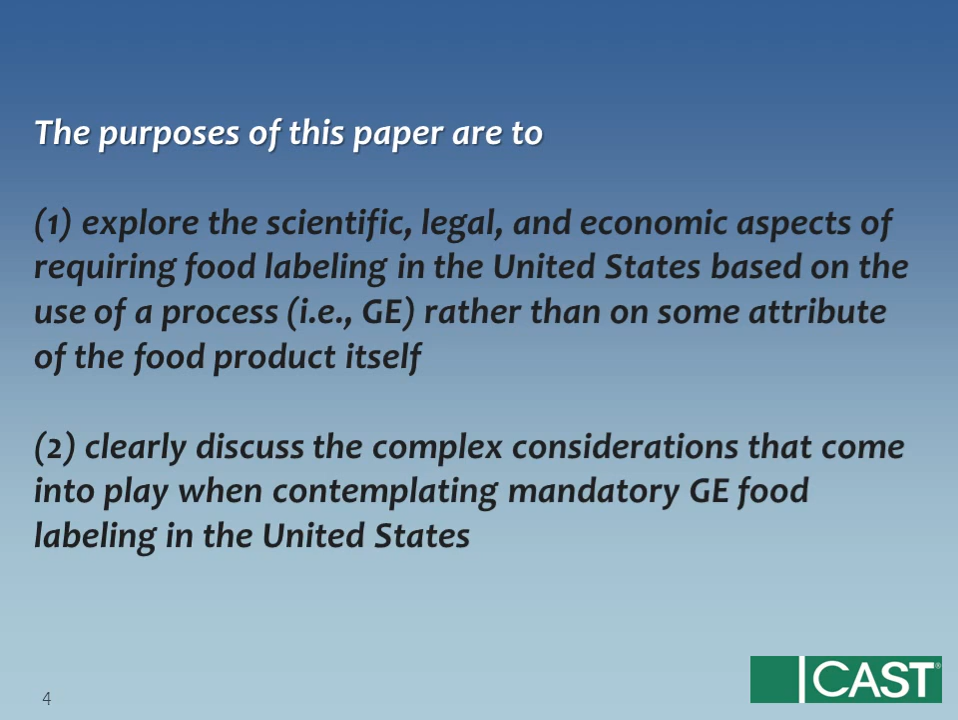 The purposes of this paper are to
(1) explore the scientific, legal, and economic aspects of
requiring food labeling in the United States based on the
use of a process (i.e., GE) rather than on some attribute
of the food product itself
(2) clearly discuss the complex considerations that come
into play when contemplating mandatory GE food
labeling in the United States
4
CAST®